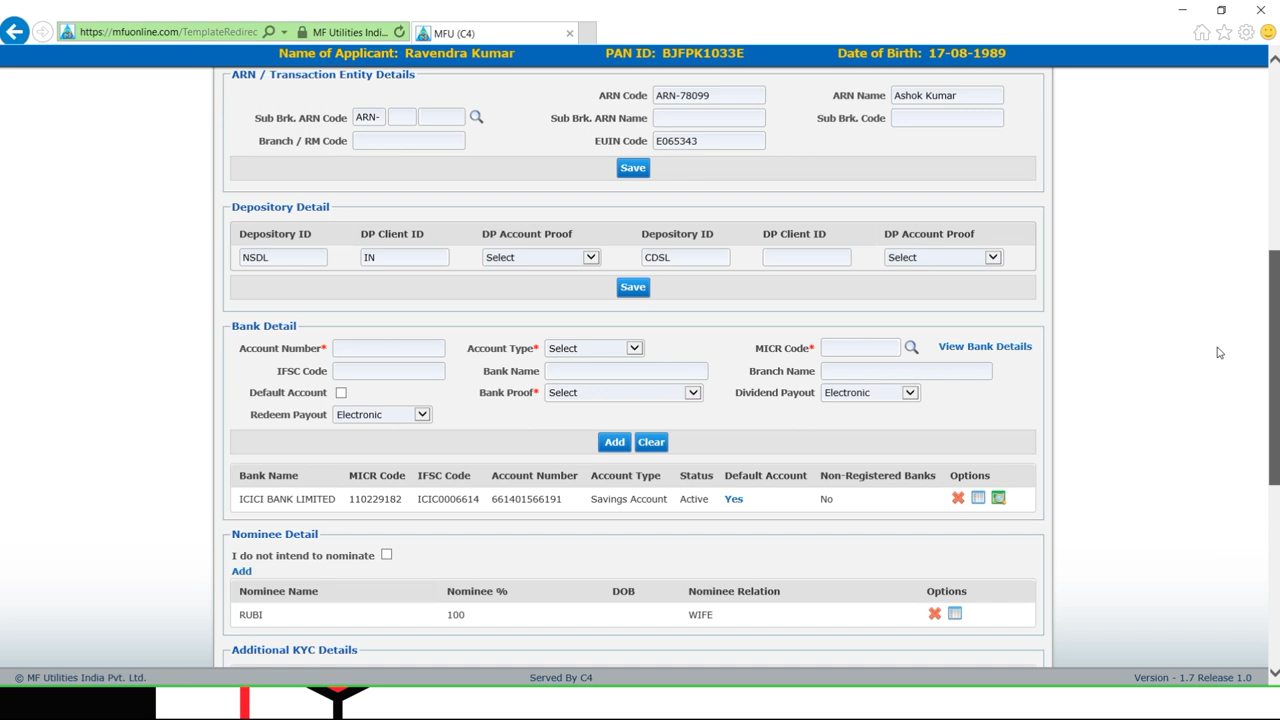 https://mfuonline.com/TemplateRedirec
MF Utilities Indi...
MFU (C4)
Name of Applicant: Ravendra Kumar PAN ID: BJFPK1033E Date of Birth: 17-08-1989
ARN / Transaction Entity Details
ARN Code ARN-78099 ARN Name Ashok Kumar
Sub Brk. ARN Code ARN- Sub Brk. ARN Name Sub Brk. Code
Branch / RM Code EUIN Code E065343
Save
Depository Detail
Depository ID DP Client ID DP Account Proof Depository ID DP Client ID DP Account Proof
NSDL IN Select CDSL Select
Save
Bank Detail
Account Number* Account Type* Select MICR Code* View Bank Details
IFSC Code Bank Name Branch Name
Default Account Bank Proof* Select Dividend Payout Electronic
Redeem Payout Electronic
Add Clear
Bank Name MICR Code IFSC Code Account Number Account Type Status Default Account Non-Registered Banks Options
ICICI BANK LIMITED 110229182 ICIC0006614 661401566191 Savings Account Active Yes No
Nominee Detail
I do not intend to nominate
Add
Nominee Name Nominee % DOB Nominee Relation Options
RUBI 100 WIFE
Additional KYC Details
© MF Utilities India Pvt. Ltd. Served By C4 Version - 1.7 Release 1.0